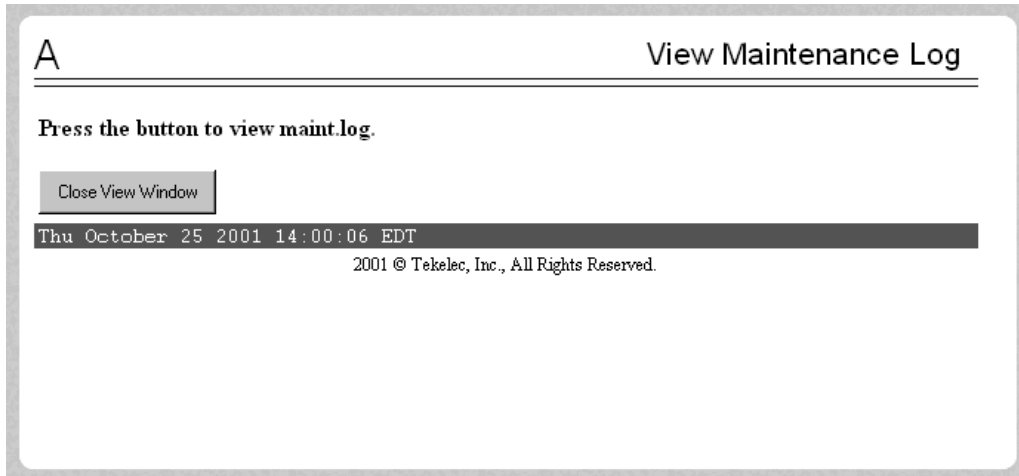 A
View Maintenance Log
Press the button to view maint.log.
Close View Window
Thu October 25 2001 14:00:06 EDT
2001 © Tekelec, Inc., All Rights Reserved.